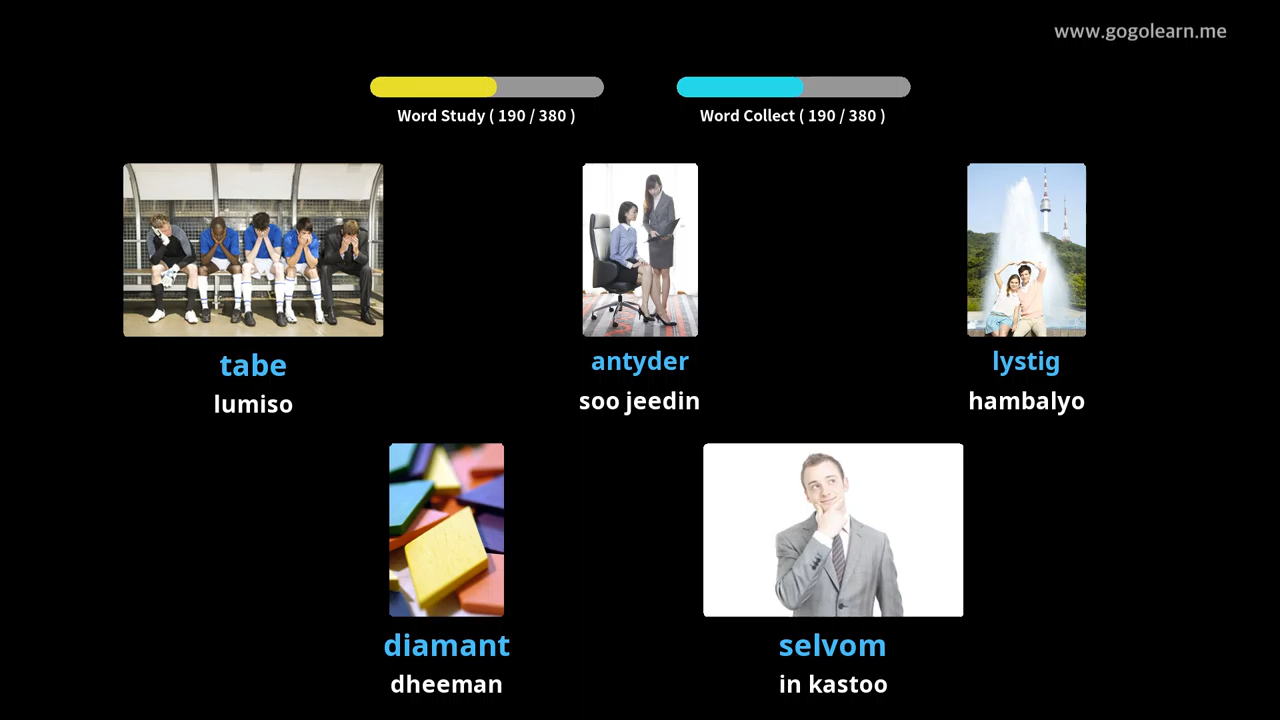 www.gogolearn.me
Word Study ( 190 / 380 )
Word Collect ( 190 / 380 )
tabe
lumiso
antyder
soo jeedin
lystig
hambalyo
diamant
dheeman
selvom
in kastoo